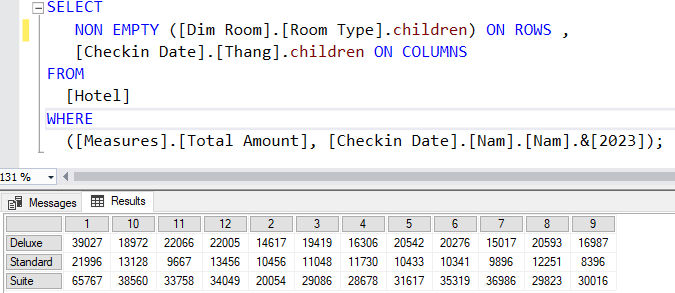 SELECT
NON EMPTY ([Dim Room].[Room Type].children) ON ROWS ,
[Checkin Date].[Thang].children ON COLUMNS
FROM
[Hotel]
WHERE
([Measures].[Total Amount], [Checkin Date].[Nam].[Nam].&[2023]);
131 %
Messages Results
1 10 11 12 2 3 4 5 6 7 8 9
Deluxe 39027 18972 22066 22005 14617 19419 16306 20542 20276 15017 20593 16987
Standard 21996 13128 9667 13456 10456 11048 11730 10433 10341 9896 12251 8396
Suite 65767 38560 33758 34049 20054 29086 28678 31617 35319 36986 29823 30016